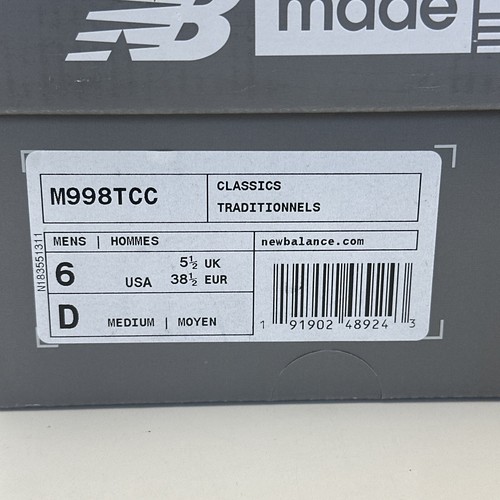 NB made
M998TCC
CLASSICS
TRADITIONNELS
MENS | HOMMES
newbalance.com
6
USA
5½ UK
38½ EUR
D
MEDIUM | MOYEN
N183551311
1 91902 48924 3